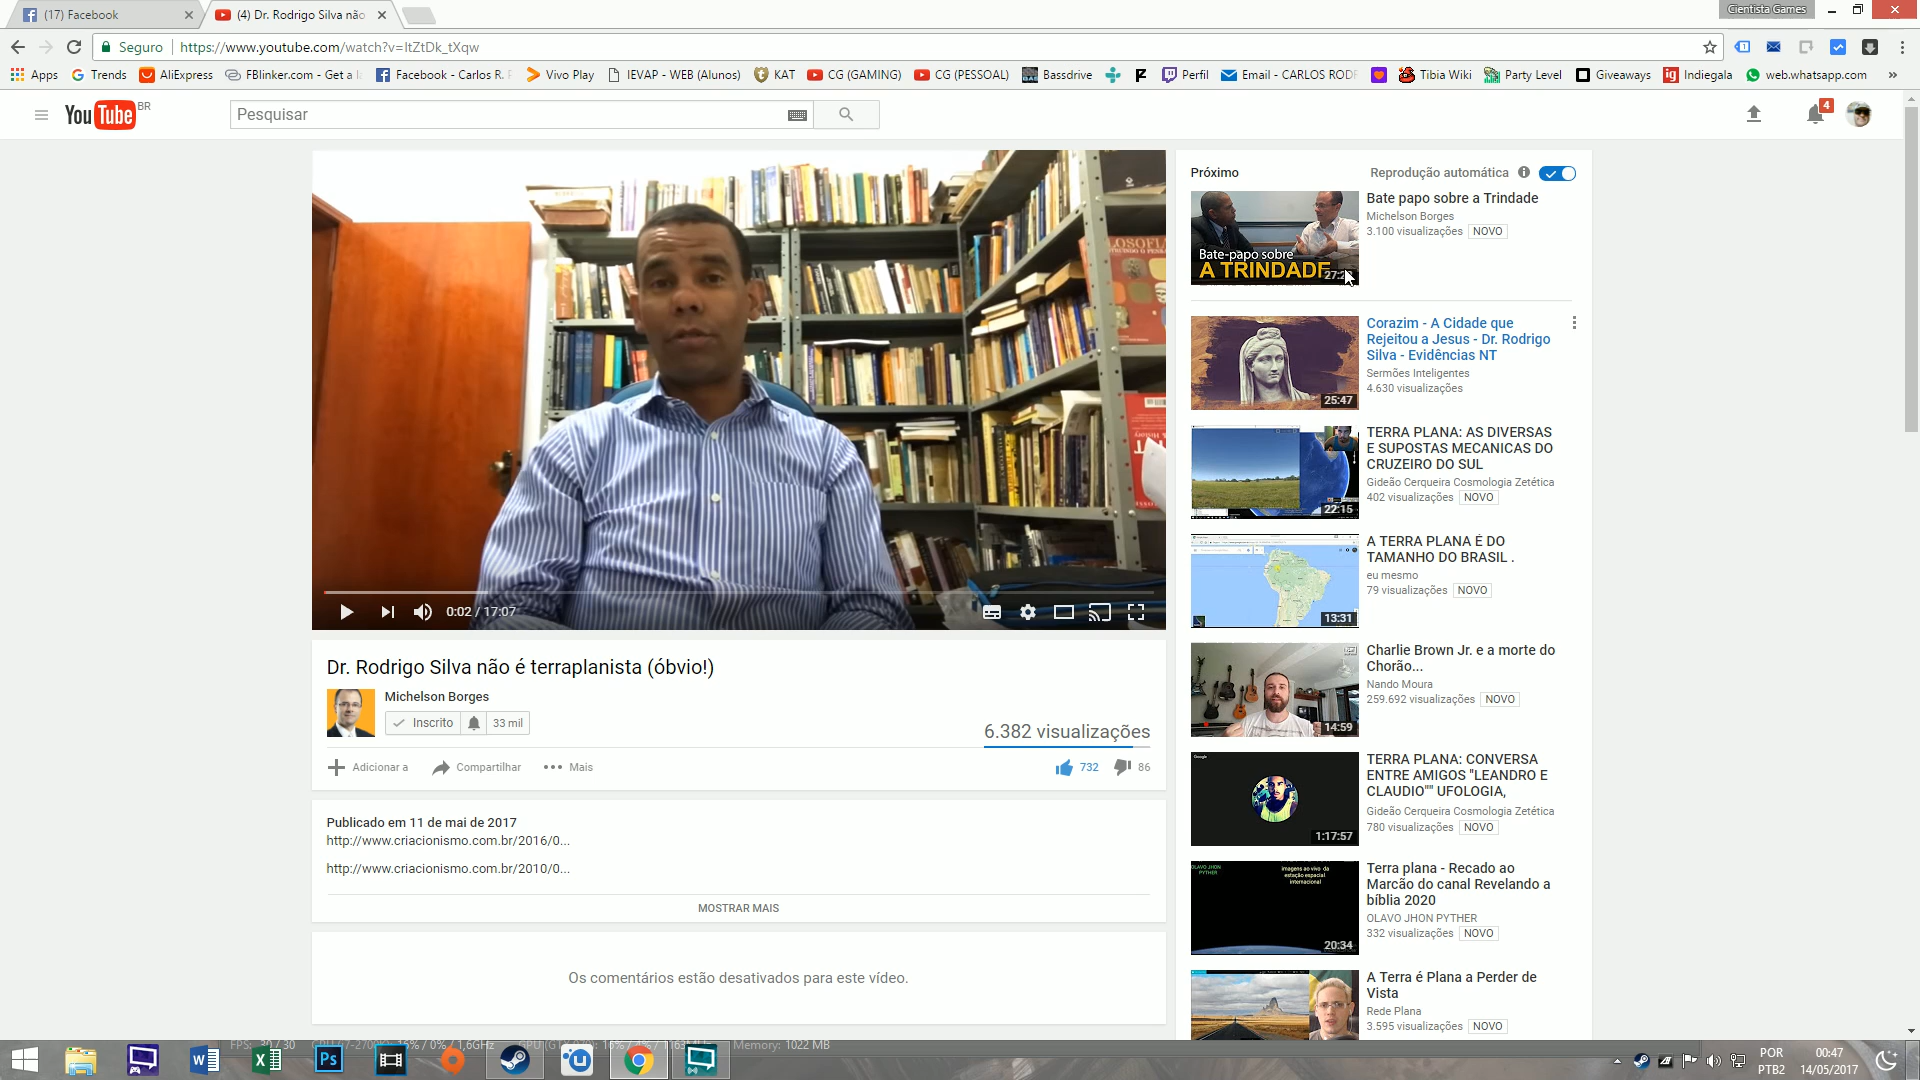 (17) Facebook
(4) Dr. Rodrigo Silva não
Cientista Games
Seguro
https://www.youtube.com/watch?v=ItZtDk_tXqw
Apps
Trends
AliExpress
FBlinker.com - Get a l
Facebook - Carlos R. F
Vivo Play
IEVAP - WEB (Alunos)
KAT
CG (GAMING)
CG (PESSOAL)
Bassdrive
Perfil
Email - CARLOS RODR
Tibia Wiki
Party Level
Giveaways
Indiegala
web.whatsapp.com
YouTube BR
Pesquisar
4
0:02 / 17:07
Dr. Rodrigo Silva não é terraplanista (óbvio!)
Michelson Borges
Inscrito
33 mil
6.382 visualizações
Adicionar a
Compartilhar
Mais
732
86
Publicado em 11 de mai de 2017
http://www.criacionismo.com.br/2016/0...
http://www.criacionismo.com.br/2010/0...
MOSTRAR MAIS
Os comentários estão desativados para este vídeo.
Próximo
Reprodução automática
Bate-papo sobre
A TRINDADE
Bate papo sobre a Trindade
Michelson Borges
3.100 visualizações NOVO
25:47
Corazim - A Cidade que
Rejeitou a Jesus - Dr. Rodrigo
Silva - Evidências NT
Sermões Inteligentes
4.630 visualizações
22:15
TERRA PLANA: AS DIVERSAS
E SUPOSTAS MECANICAS DO
CRUZEIRO DO SUL
Gideão Cerqueira Cosmologia Zetética
402 visualizações NOVO
13:31
A TERRA PLANA É DO
TAMANHO DO BRASIL .
eu mesmo
79 visualizações NOVO
14:59
Charlie Brown Jr. e a morte do
Chorão...
Nando Moura
259.692 visualizações NOVO
Google
1:17:57
TERRA PLANA: CONVERSA
ENTRE AMIGOS "LEANDRO E
CLAUDIO"" UFOLOGIA,
Gideão Cerqueira Cosmologia Zetética
780 visualizações NOVO
OLAVO JHON
PYTHER
imagens ao vivo da
estação espacial
internacional
20:34
Terra plana - Recado ao
Marcão do canal Revelando a
bíblia 2020
OLAVO JHON PYTHER
332 visualizações NOVO
A Terra é Plana a Perder de
Vista
Rede Plana
3.595 visualizações NOVO
Memory: 1022 MB
POR
PTB2
00:47
14/05/2017